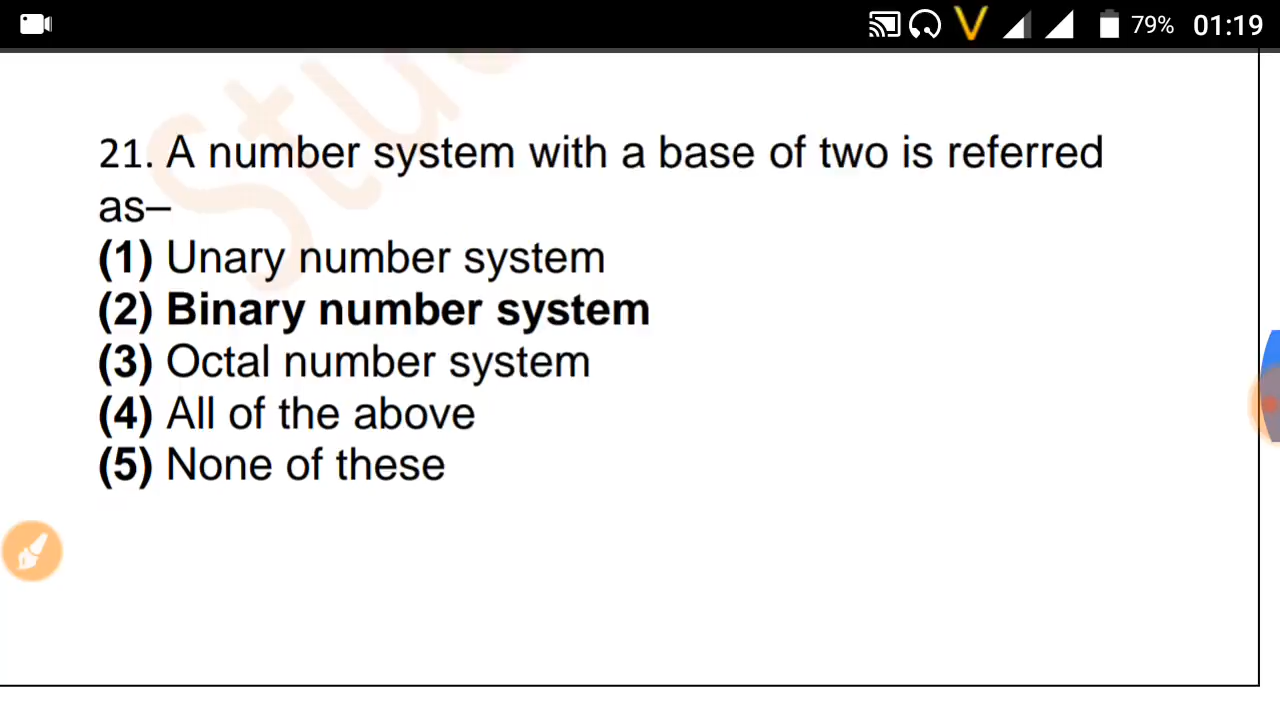 79% 01:19
Stu
21. A number system with a base of two is referred
as–
(1) Unary number system
(2) Binary number system
(3) Octal number system
(4) All of the above
(5) None of these